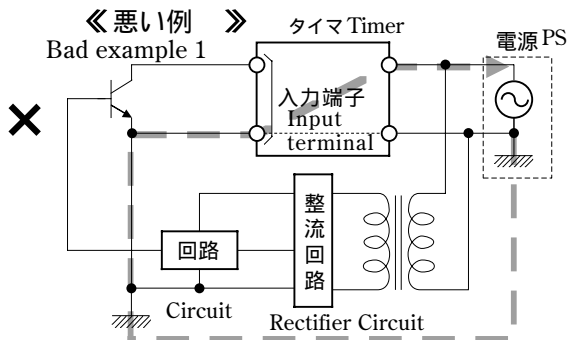 《悪い例 》
Bad example 1
タイマ Timer
電源 PS
入力端子
Input
terminal
整流回路
回路
Circuit
Rectifier Circuit